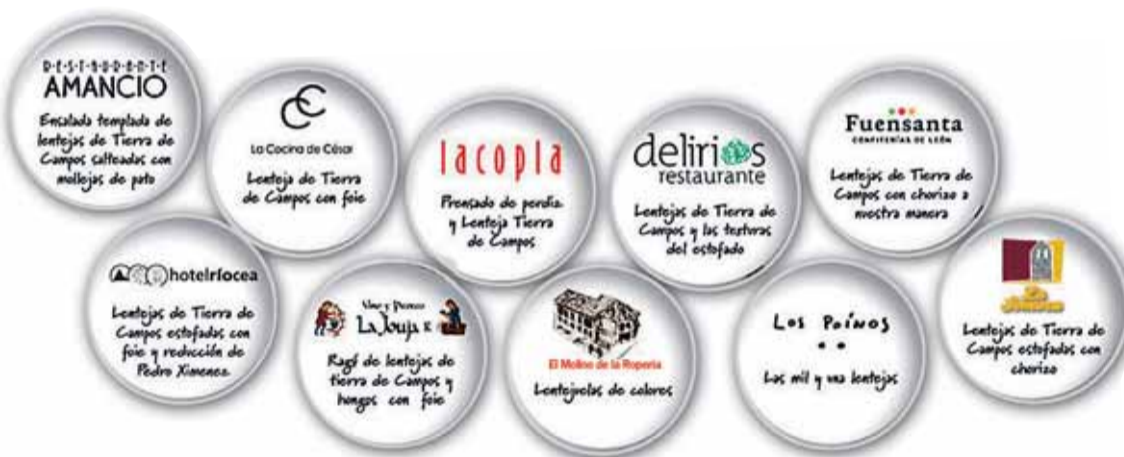 RESTAURANTE
AMANCIO
Ensalada templada de
lentejas de Tierra de
Campos salteadas con
mollejas de pato
CC
La Cocina de César
Lenteja de Tierra
de Campos con foie
lacopla
Prensado de perdiz
y Lenteja Tierra
de Campos
delirios
restaurante
Lentejas de Tierra de
Campos y las texturas
del estofado
Fuensanta
CONFITERÍAS DE LEÓN
Lentejas de Tierra de
Campos con chorizo a
nuestra manera
hotelríocea
Lentejas de Tierra de
Campos estofadas con
foie y reducción de
Pedro Ximenez
Vino y Pinchos
La Jouja
Ragú de lentejas de
tierra de Campos y
hongos con foie
El Molino de la Ropería
Lentejuelas de colores
Los Poínos
Las mil y una lentejas
Lentejas de Tierra de
Campos estofadas con
chorizo